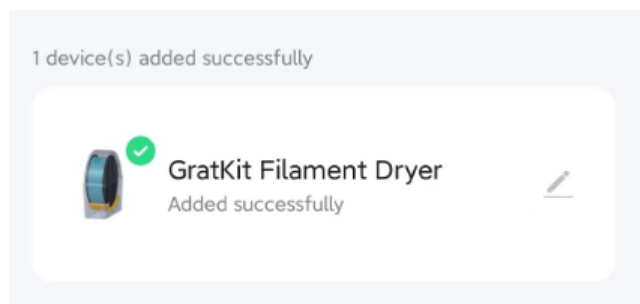 1 device(s) added successfully
GratKit Filament Dryer
Added successfully